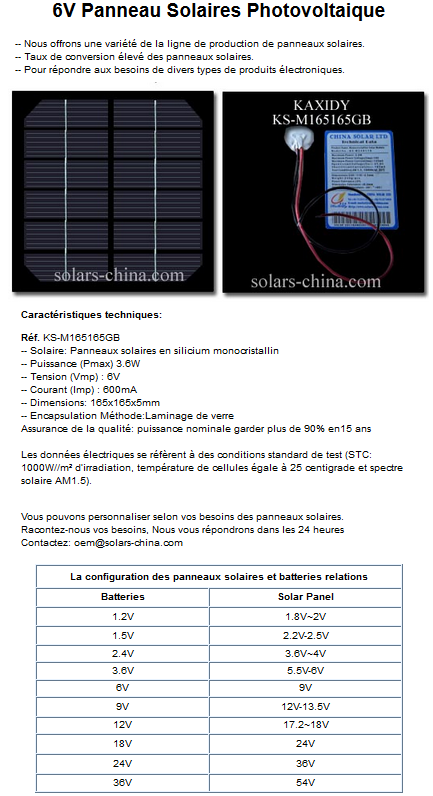 6V Panneau Solaires Photovoltaique
-- Nous offrons une variété de la ligne de production de panneaux solaires.
-- Taux de conversion élevé des panneaux solaires.
-- Pour répondre aux besoins de divers types de produits électroniques.
KAXIDY
KS-M165165GB
CHINA SOLAR LTD
Technical Data
solars-china.com
solars-china.com
Caractéristiques techniques:
Réf. KS-M165165GB
-- Solaire: Panneaux solaires en silicium monocristallin
-- Puissance (Pmax) 3.6W
-- Tension (Vmp) : 6V
-- Courant (Imp) : 600mA
-- Dimensions: 165x165x5mm
-- Encapsulation Méthode:Laminage de verre
Assurance de la qualité: puissance nominale garder plus de 90% en15 ans
Les données électriques se réfèrent à des conditions standard de test (STC:
1000W//m² d'irradiation, température de cellules égale à 25 centigrade et spectre
solaire AM1.5).
Vous pouvons personnaliser selon vos besoins des panneaux solaires.
Racontez-nous vos besoins, Nous vous répondrons dans les 24 heures
Contactez: oem@solars-china.com
La configuration des panneaux solaires et batteries relations
Batteries Solar Panel
1.2V 1.8V~2V
1.5V 2.2V-2.5V
2.4V 3.6V~4V
3.6V 5.5V-6V
6V 9V
9V 12V-13.5V
12V 17.2~18V
18V 24V
24V 36V
36V 54V